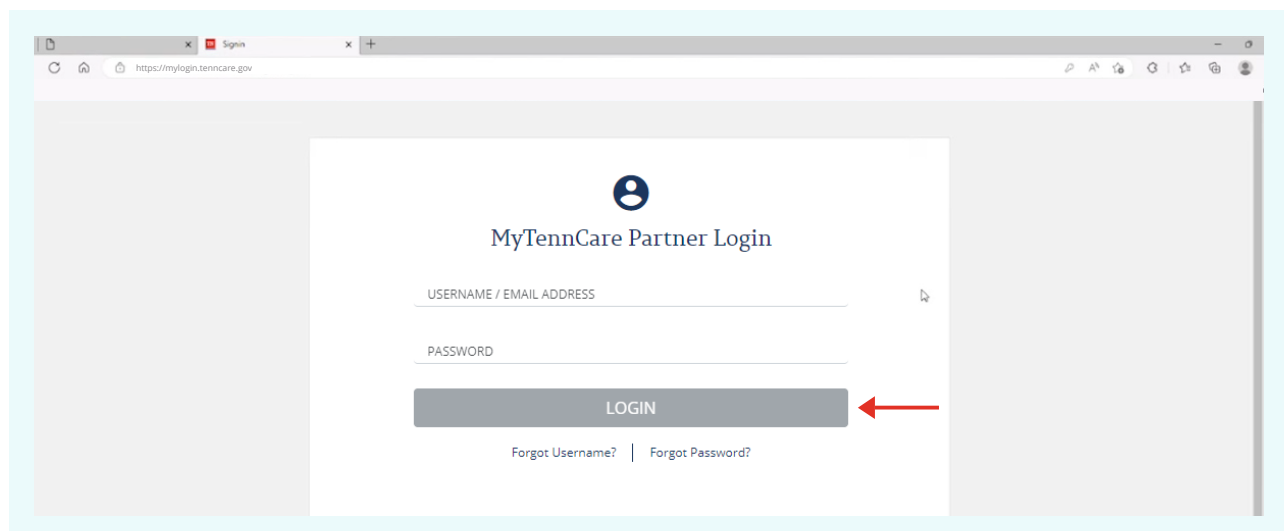 Signin
https://mylogin.tenncare.gov
MyTennCare Partner Login
USERNAME / EMAIL ADDRESS
PASSWORD
LOGIN
Forgot Username? | Forgot Password?